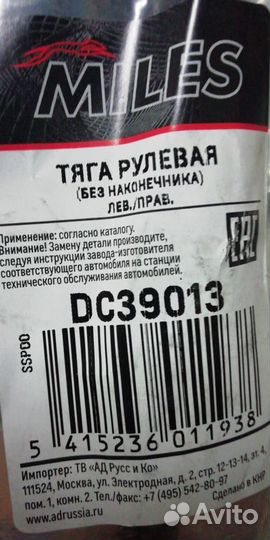 MILES
ТЯГА РУЛЕВАЯ
(БЕЗ НАКОНЕЧНИКА)
ЛЕВ./ПРАВ.
Применение: согласно каталогу.
Внимание! Замену детали производите,
следуя инструкции завода-изготовителя
соответствующего автомобиля на станции
технического обслуживания автомобилей.
EAC
DC39013
SSPDO
5 415236 011938
Импортер: ТВ "АД Русс и Ко"
111524, Москва, ул. Электродная, д. 2, стр. 12-13-14, эт. 4,
пом. 1, комн. 2. Тел./факс: +7 (495) 542-80-97
www.adrussia.ru
Сделано в КНР
Avito